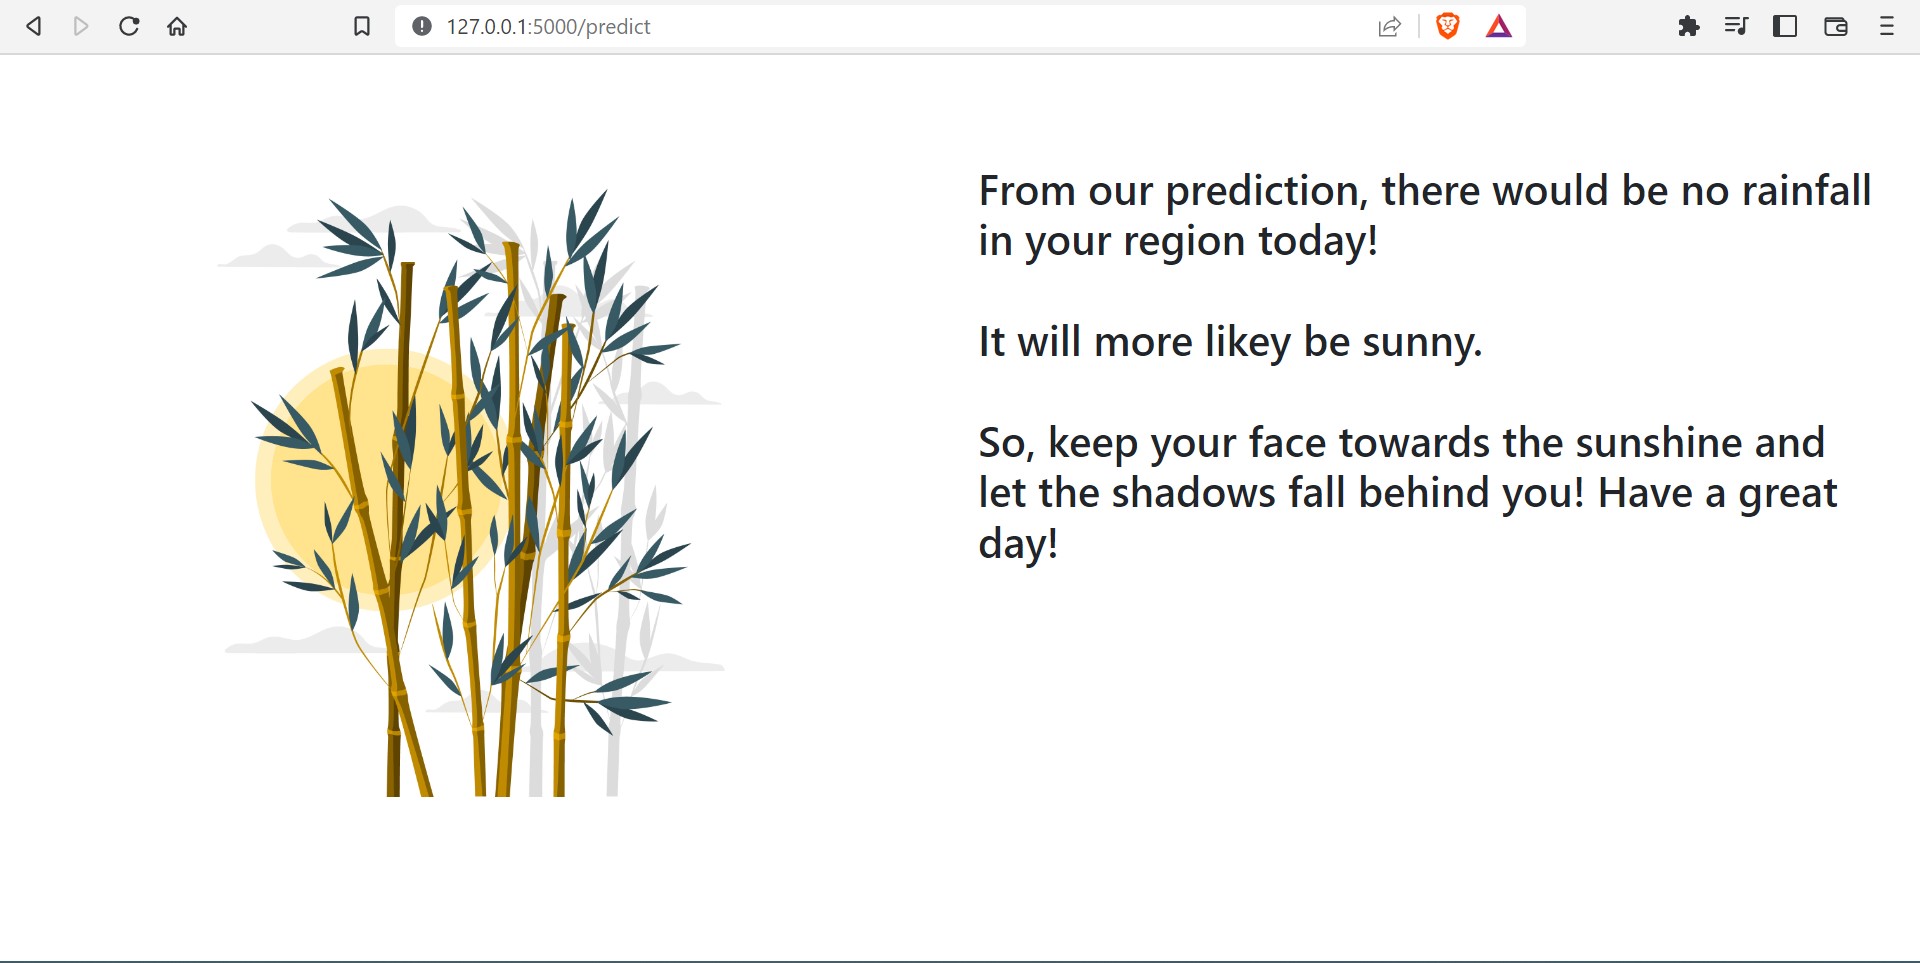 127.0.0.1:5000/predict
From our prediction, there would be no rainfall
in your region today!
It will more likey be sunny.
So, keep your face towards the sunshine and
let the shadows fall behind you! Have a great
day!